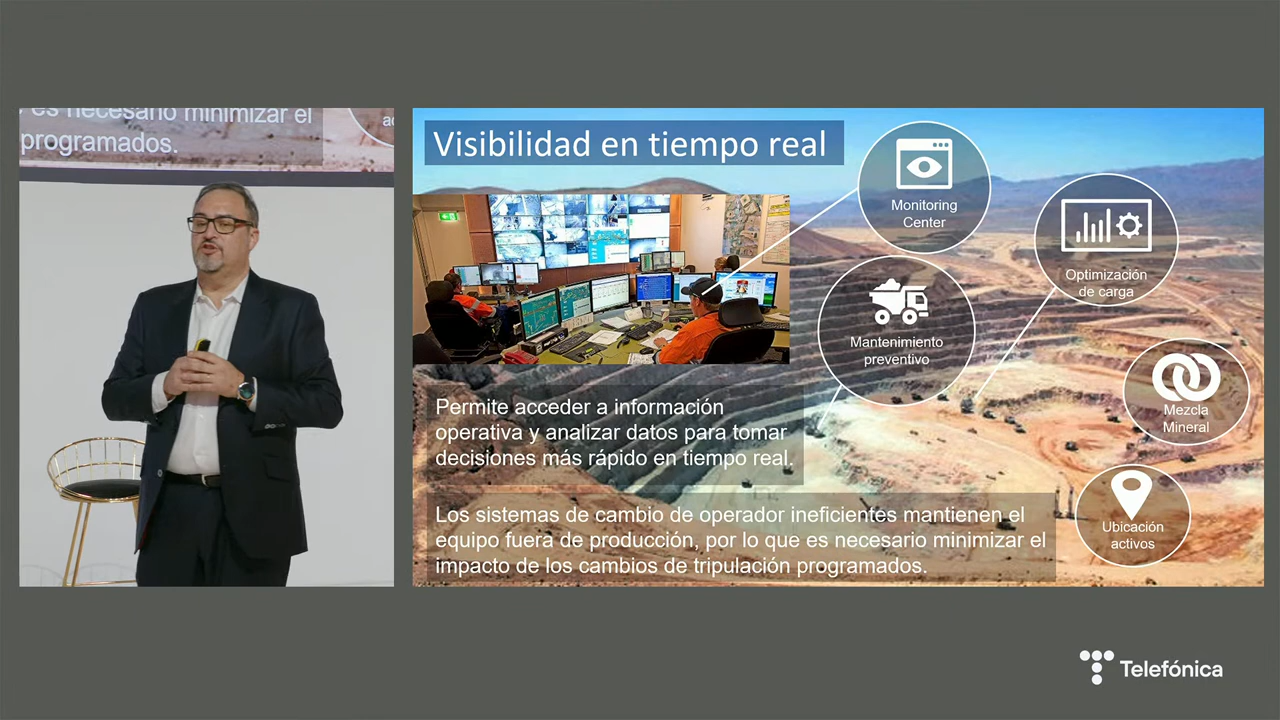 es necesario minimizar el
programados.
Visibilidad en tiempo real
Monitoring
Center
Optimización
de carga
Mantenimiento
preventivo
Mezcla
Mineral
Ubicación
activos
Permite acceder a información
operativa y analizar datos para tomar
decisiones más rápido en tiempo real.
Los sistemas de cambio de operador ineficientes mantienen el
equipo fuera de producción, por lo que es necesario minimizar el
impacto de los cambios de tripulación programados.
Telefónica